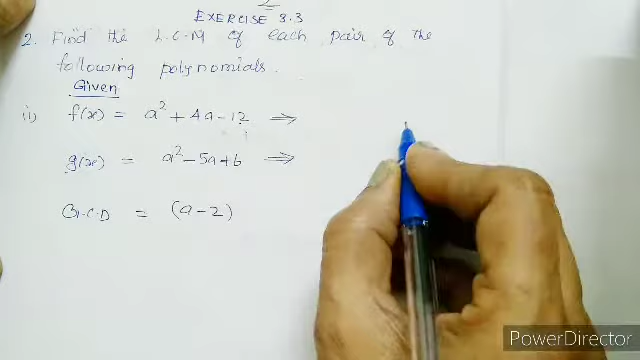 EXERCISE 3.3
2. Find the L.C.M of each pair of the
following polynomials.
Given
ii) f(x) = a² + 4a - 12 ⇒
g(x) = a² - 5a + 6 ⇒
G.C.D = (a - 2)
PowerDirector